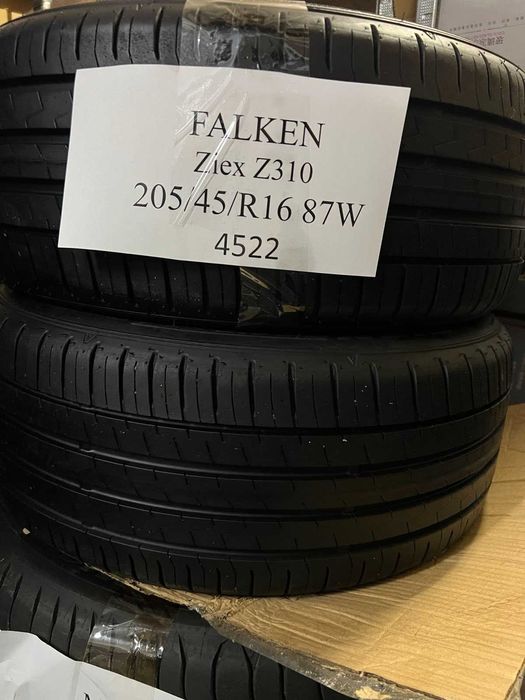 FALKEN
Ziex Z310
205/45/R16 87W
4522